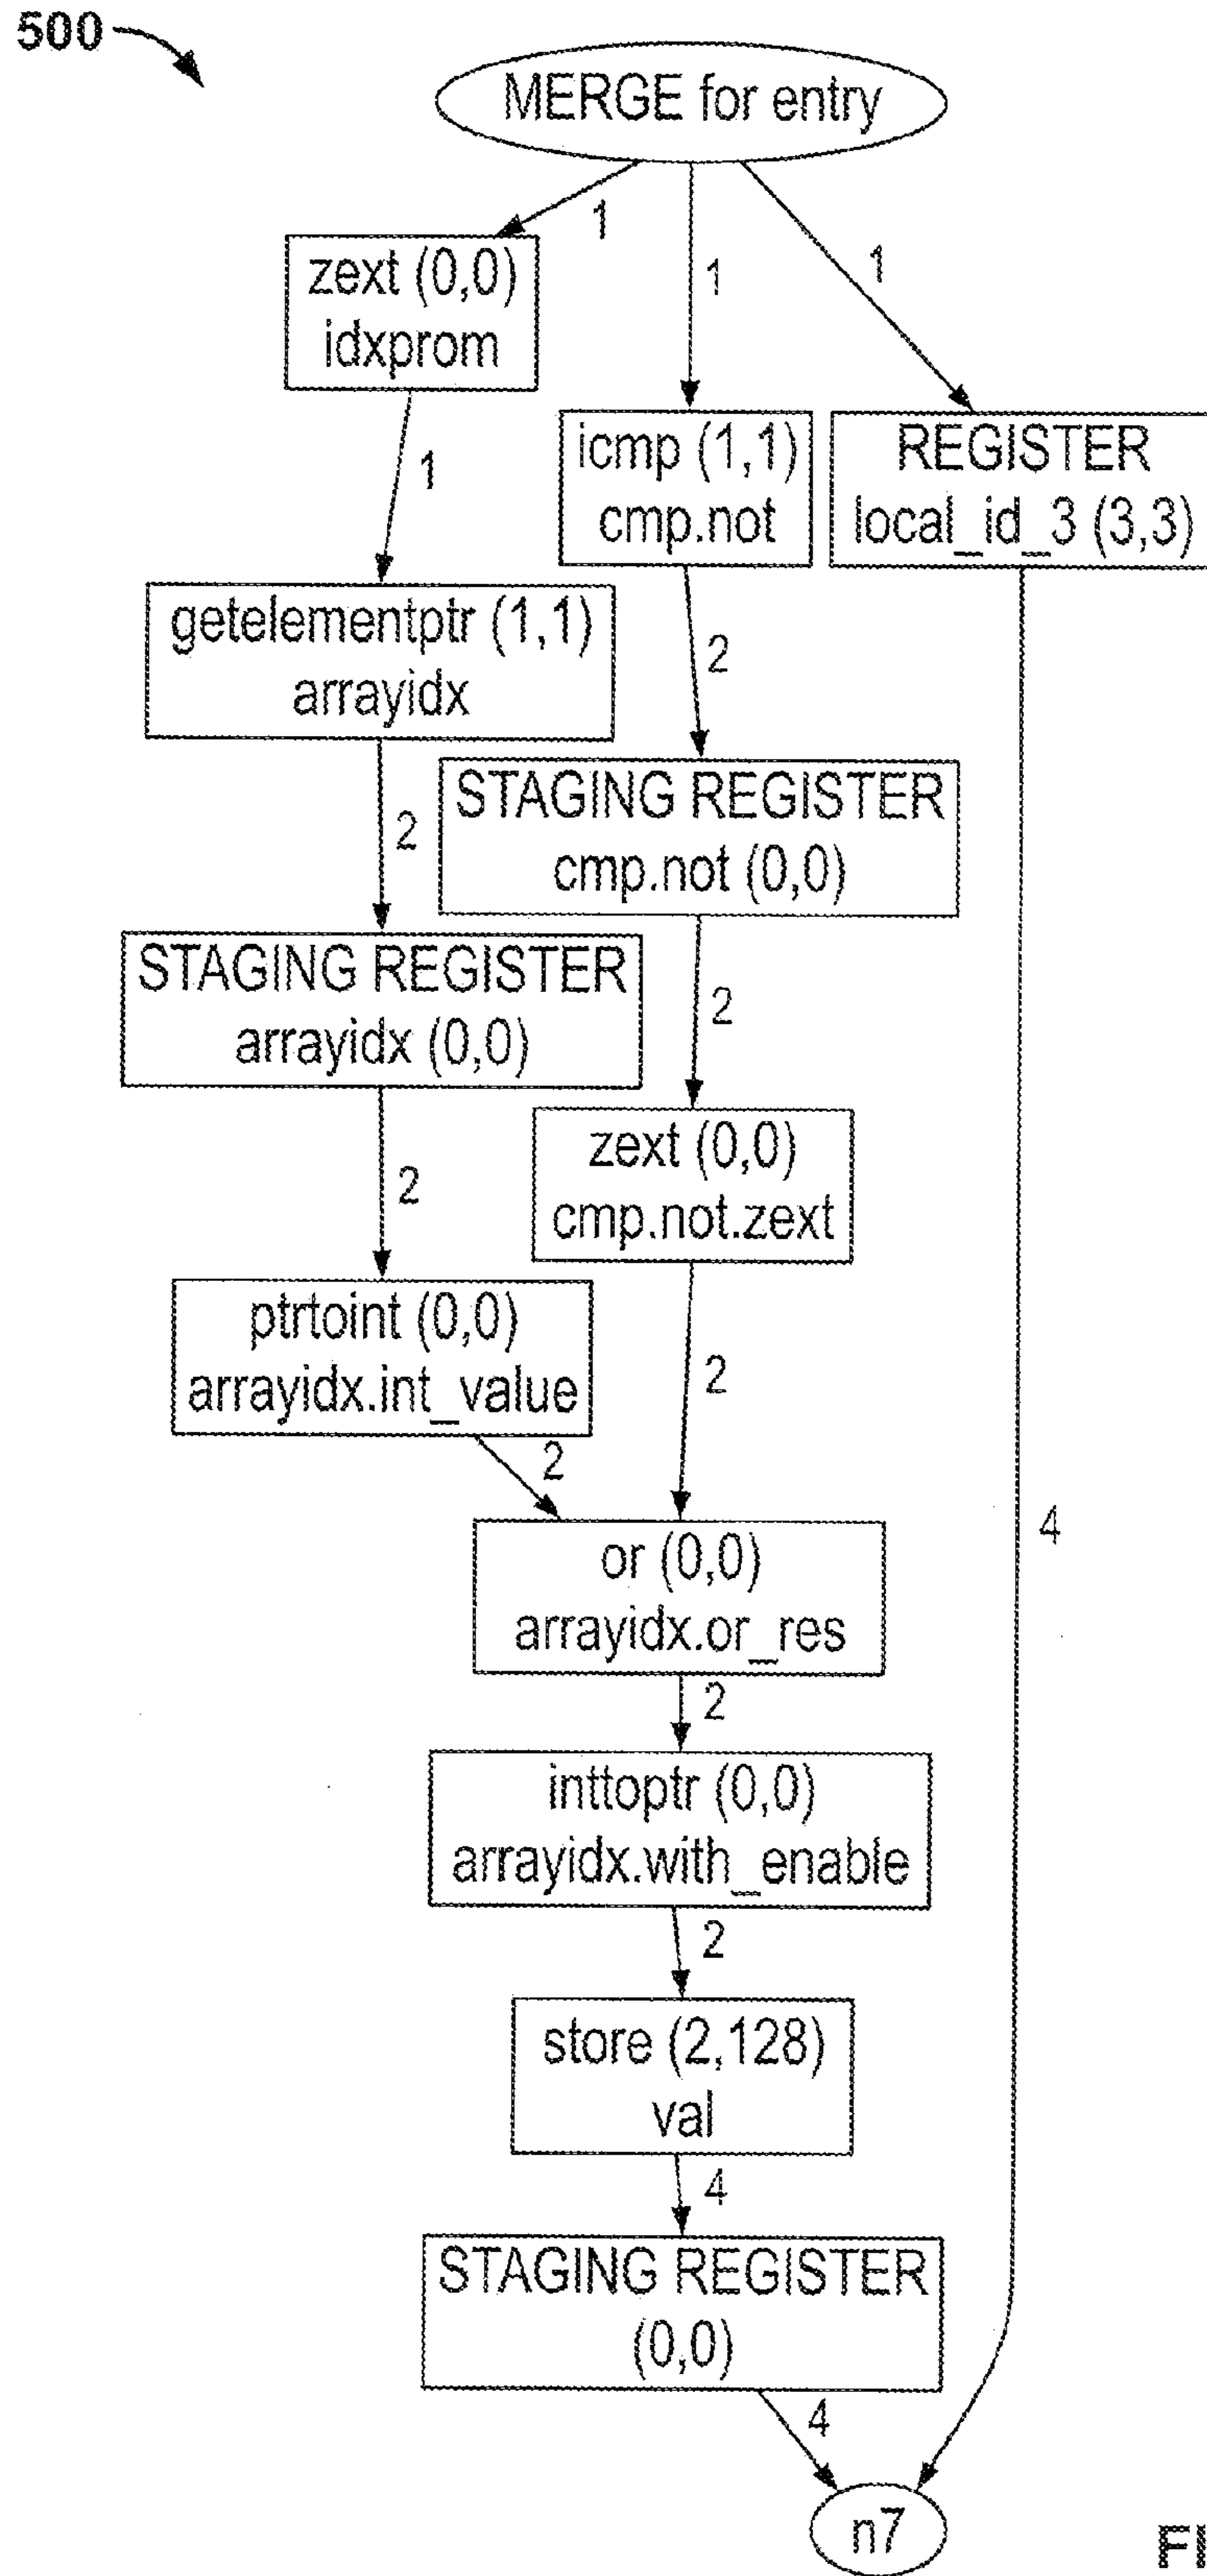 500
MERGE for entry
1
1
1
zext (0,0)
idxprom
icmp (1,1)
cmp.not
REGISTER
local_id_3 (3,3)
1
getelementptr (1,1)
arrayidx
2
STAGING REGISTER
cmp.not (0,0)
2
STAGING REGISTER
arrayidx (0,0)
2
zext (0,0)
cmp.not.zext
2
ptrtoint (0,0)
arrayidx.int_value
2
2
4
or (0,0)
arrayidx.or_res
2
inttoptr (0,0)
arrayidx.with_enable
2
store (2,128)
val
4
STAGING REGISTER
(0,0)
4
n7